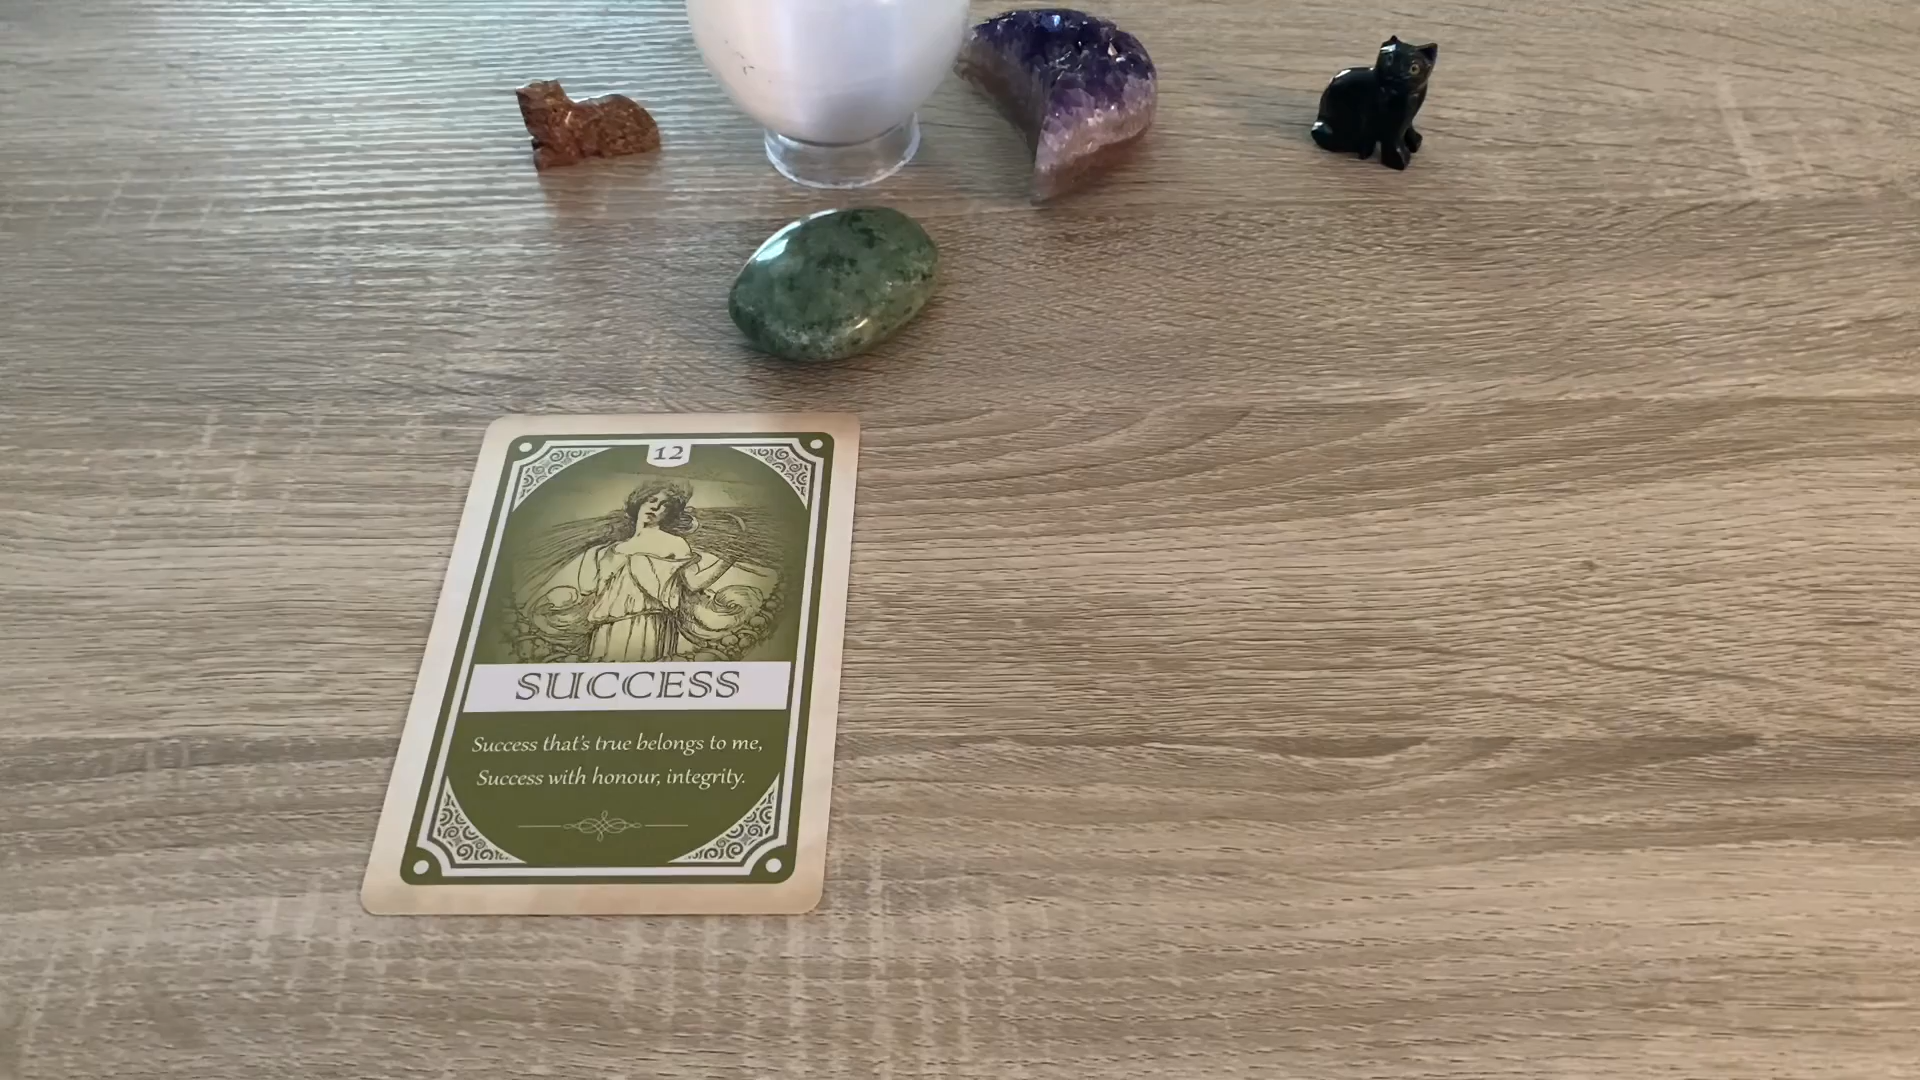 12
SUCCESS
Success that's true belongs to me,
Success with honour, integrity.